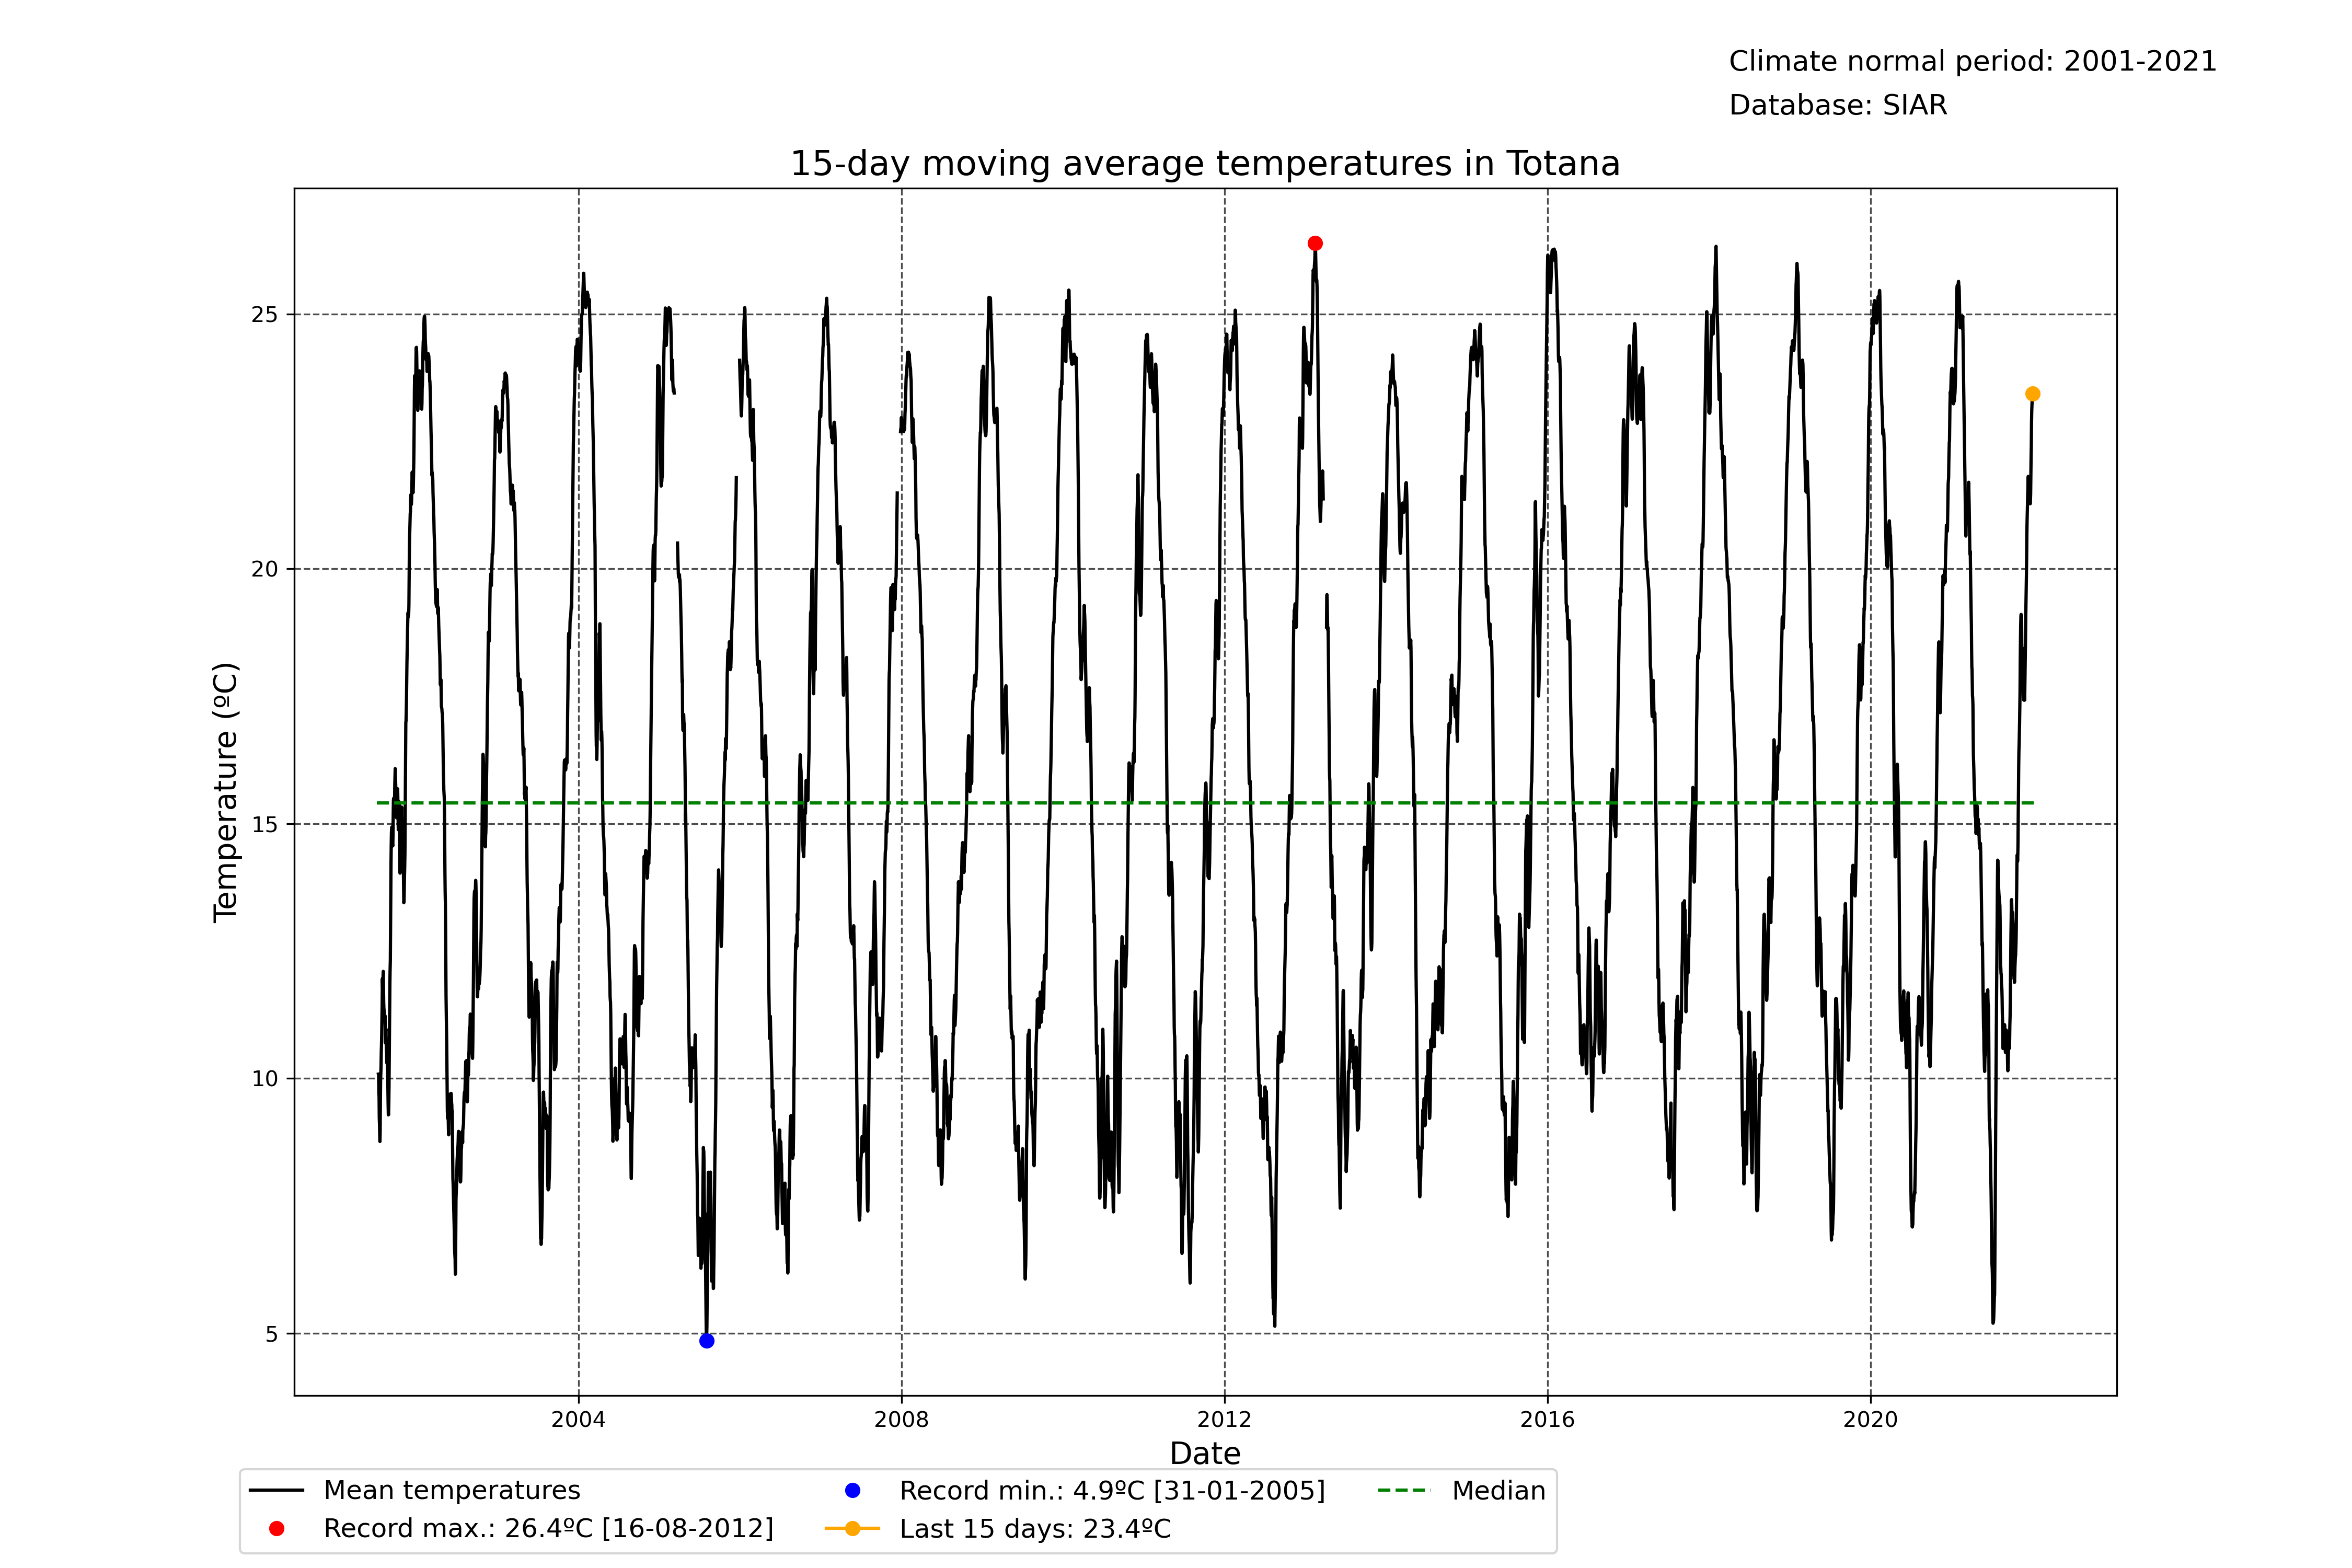 Climate normal period: 2001-2021
Database: SIAR
15-day moving average temperatures in Totana
Temperature (ºC)
25
20
15
10
5
2004
2008
2012
2016
2020
Date
Mean temperatures
Record max.: 26.4ºC [16-08-2012]
Record min.: 4.9ºC [31-01-2005]
Last 15 days: 23.4ºC
Median